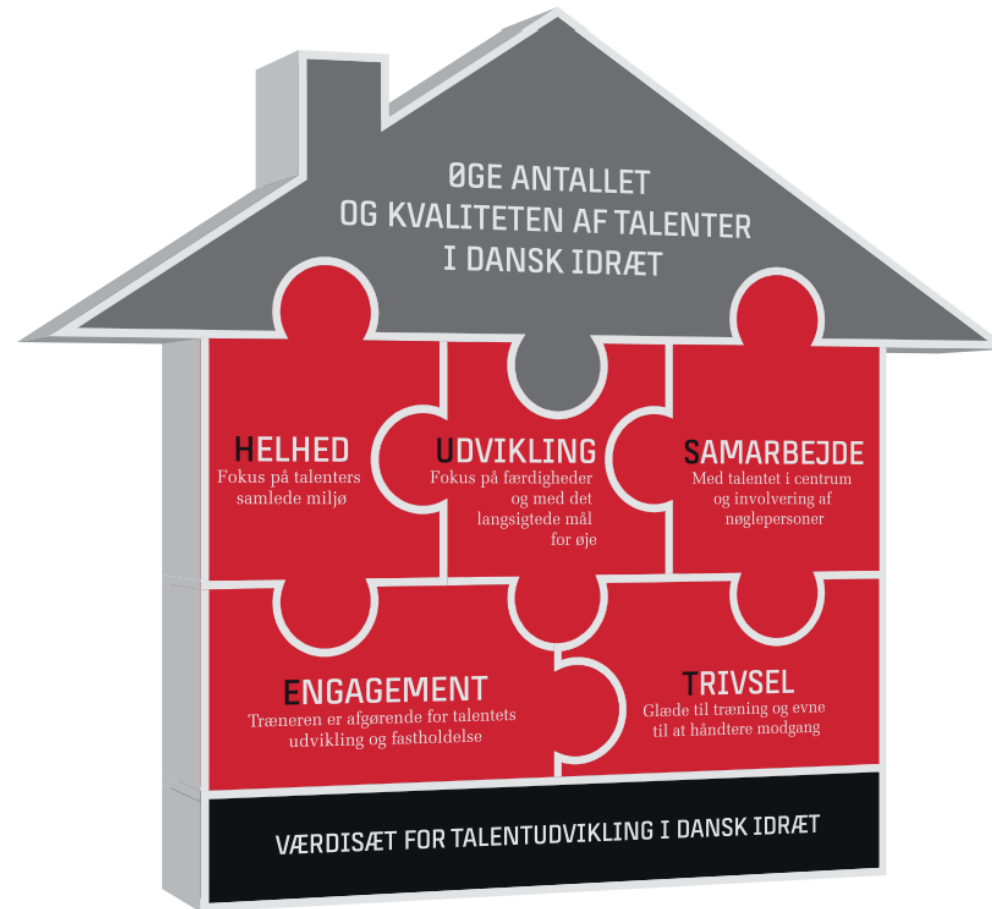 ØGE ANTALLET
OG KVALITETEN AF TALENTER
I DANSK IDRÆT
HELHED
Fokus på talenters
samlede miljø
UDVIKLING
Fokus på færdigheder
og med det
langsigtede mål
for øje
SAMARBEJDE
Med talentet i centrum
og involvering af
nøglepersoner
ENGAGEMENT
Træneren er afgørende for talentets
udvikling og fastholdelse
TRIVSEL
Glæde til træning og evne
til at håndtere modgang
VÆRDISÆT FOR TALENTUDVIKLING I DANSK IDRÆT